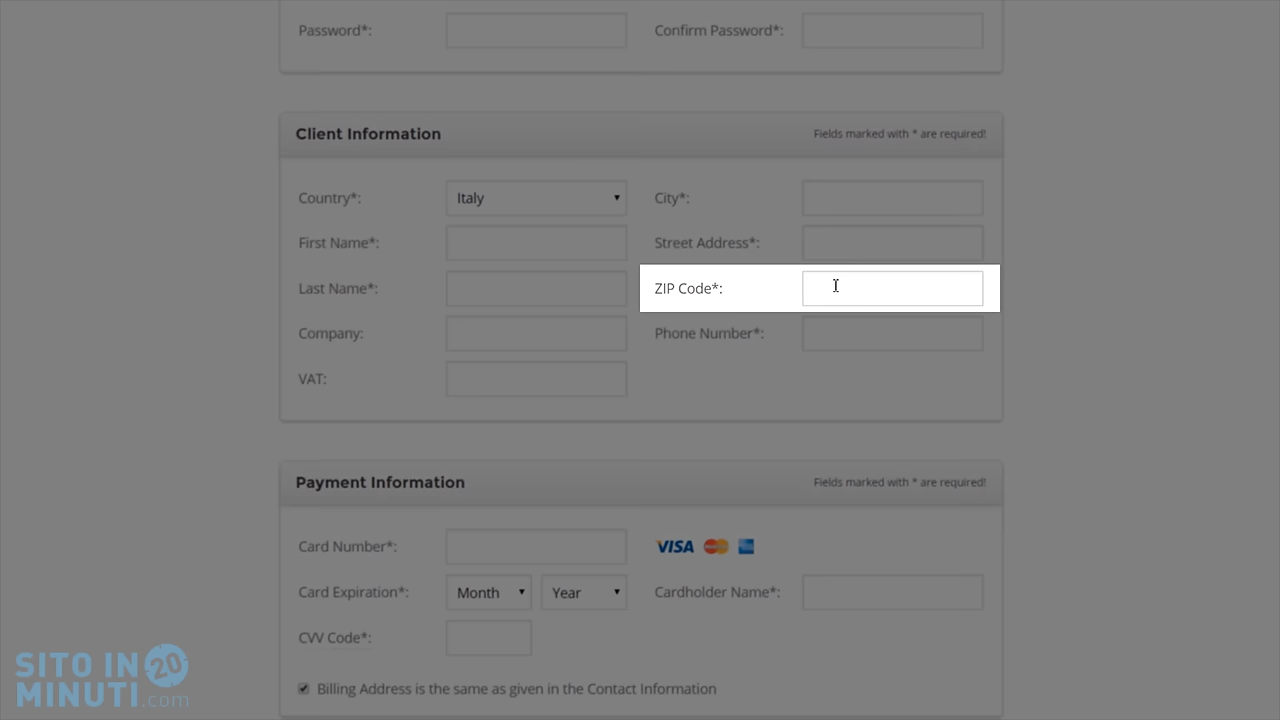 Password*: Confirm Password*:
Client Information Fields marked with * are required!
Country*: Italy City*:
First Name*: Street Address*:
Last Name*: ZIP Code*:
Company: Phone Number*:
VAT:
Payment Information Fields marked with * are required!
Card Number*: VISA
Card Expiration*: Month Year Cardholder Name*:
CVV Code*:
Billing Address is the same as given in the Contact Information
SITO IN 20
MINUTI.com